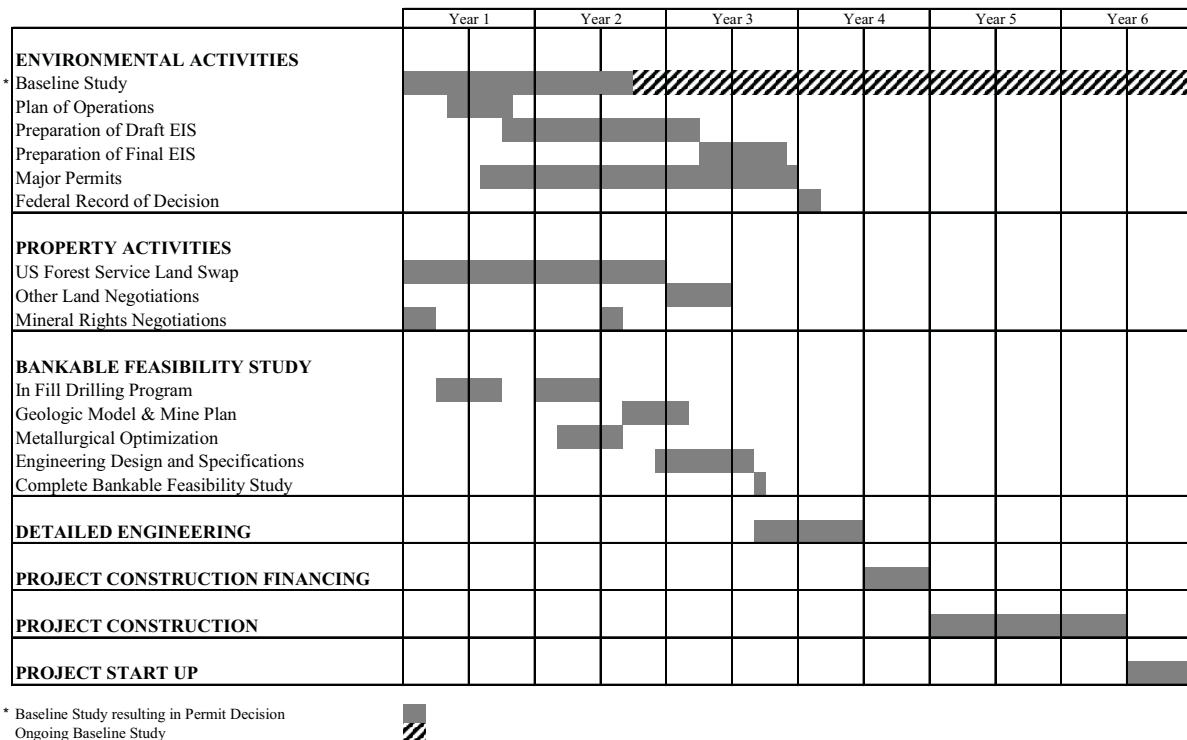 Year 1 Year 2 Year 3 Year 4 Year 5 Year 6
ENVIRONMENTAL ACTIVITIES
* Baseline Study
Plan of Operations
Preparation of Draft EIS
Preparation of Final EIS
Major Permits
Federal Record of Decision
PROPERTY ACTIVITIES
US Forest Service Land Swap
Other Land Negotiations
Mineral Rights Negotiations
BANKABLE FEASIBILITY STUDY
In Fill Drilling Program
Geologic Model & Mine Plan
Metallurgical Optimization
Engineering Design and Specifications
Complete Bankable Feasibility Study
DETAILED ENGINEERING
PROJECT CONSTRUCTION FINANCING
PROJECT CONSTRUCTION
PROJECT START UP
* Baseline Study resulting in Permit Decision
Ongoing Baseline Study